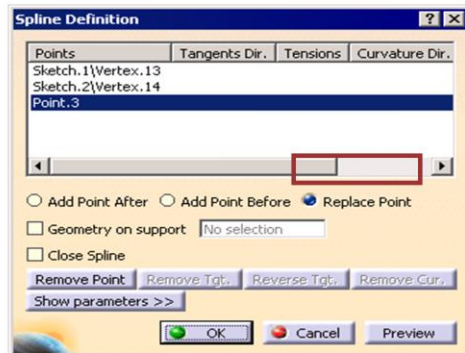 Spline Definition
Points Tangents Dir. Tensions Curvature Dir.
Sketch.1\Vertex.13
Sketch.2\Vertex.14
Point.3
Add Point After Add Point Before Replace Point
Geometry on support No selection
Close Spline
Remove Point Remove Tgt. Reverse Tgt. Remove Cur.
Show parameters >>
OK Cancel Preview